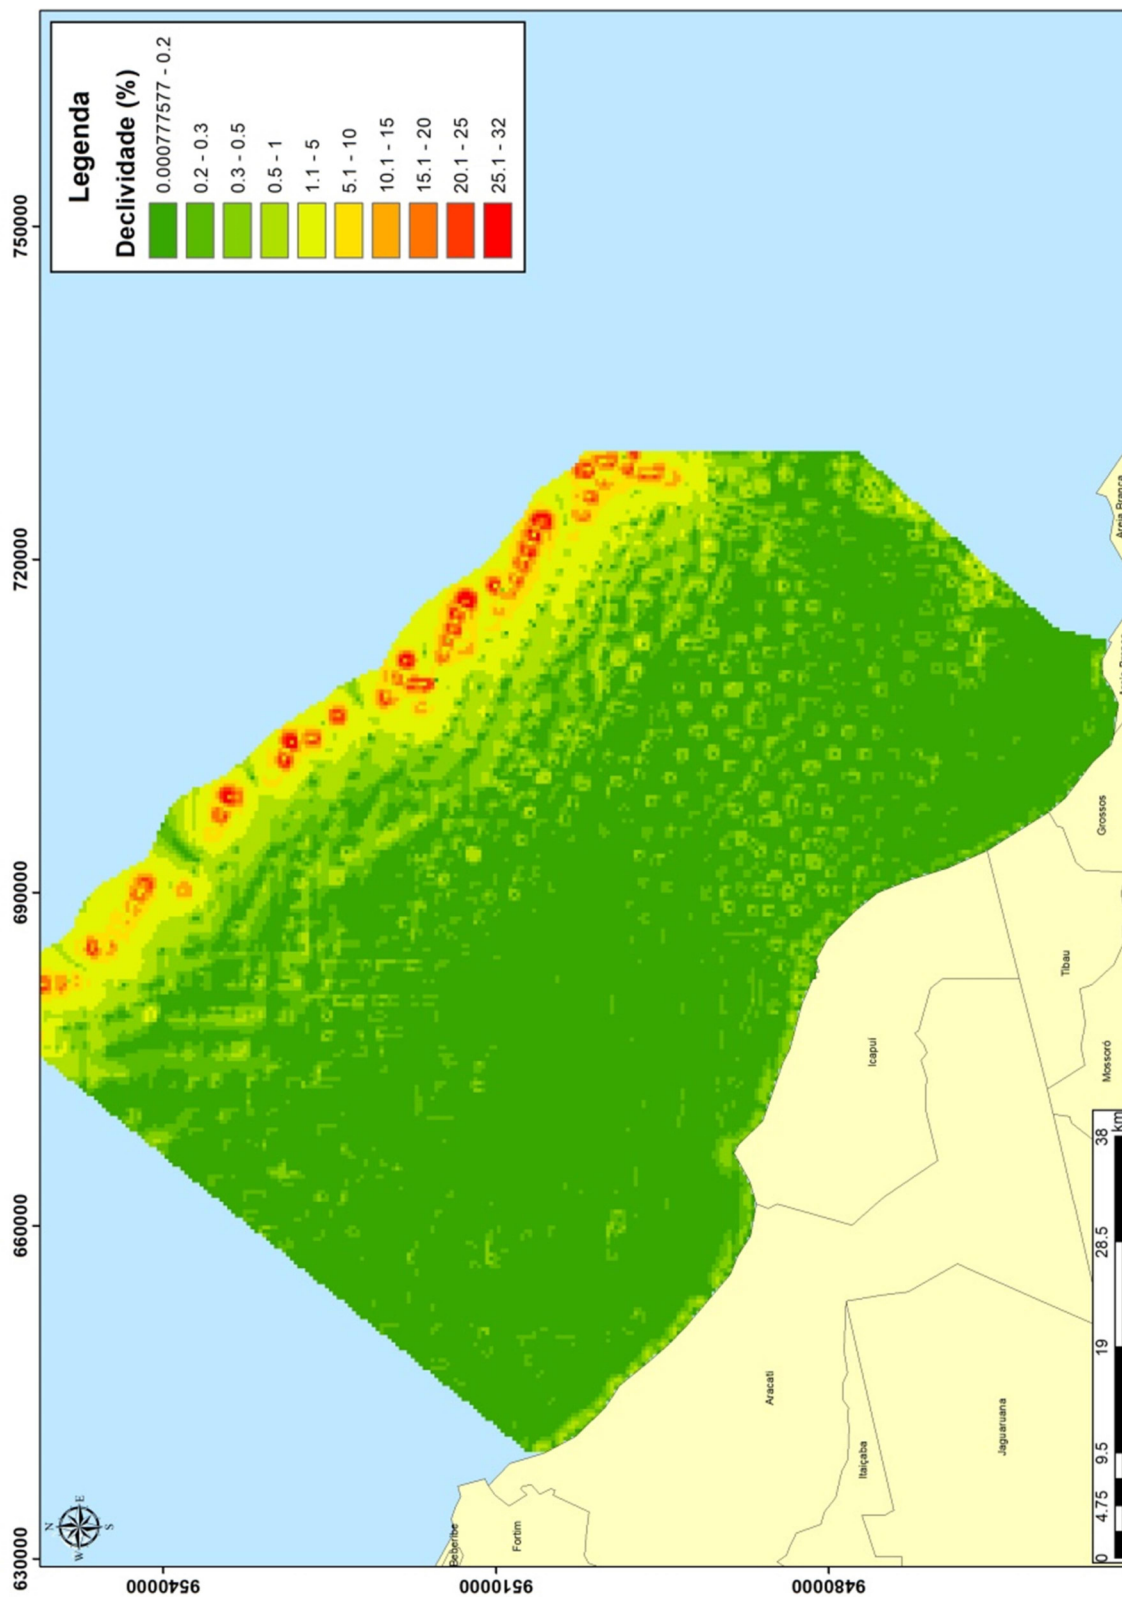 630000
660000
690000
720000
750000
N
W
E
S
Legenda
Declividade (%)
0.000777577 - 0.2
0.2 - 0.3
0.3 - 0.5
0.5 - 1
1.1 - 5
5.1 - 10
10.1 - 15
15.1 - 20
20.1 - 25
25.1 - 32
9540000
9510000
9480000
Beberibe
Fortim
Aracati
Itaiçaba
Icapuí
Jaguaruana
Tibau
Grossos
Mossoró
Areia Branca
0 4.75 9.5 19 28.5 38
km